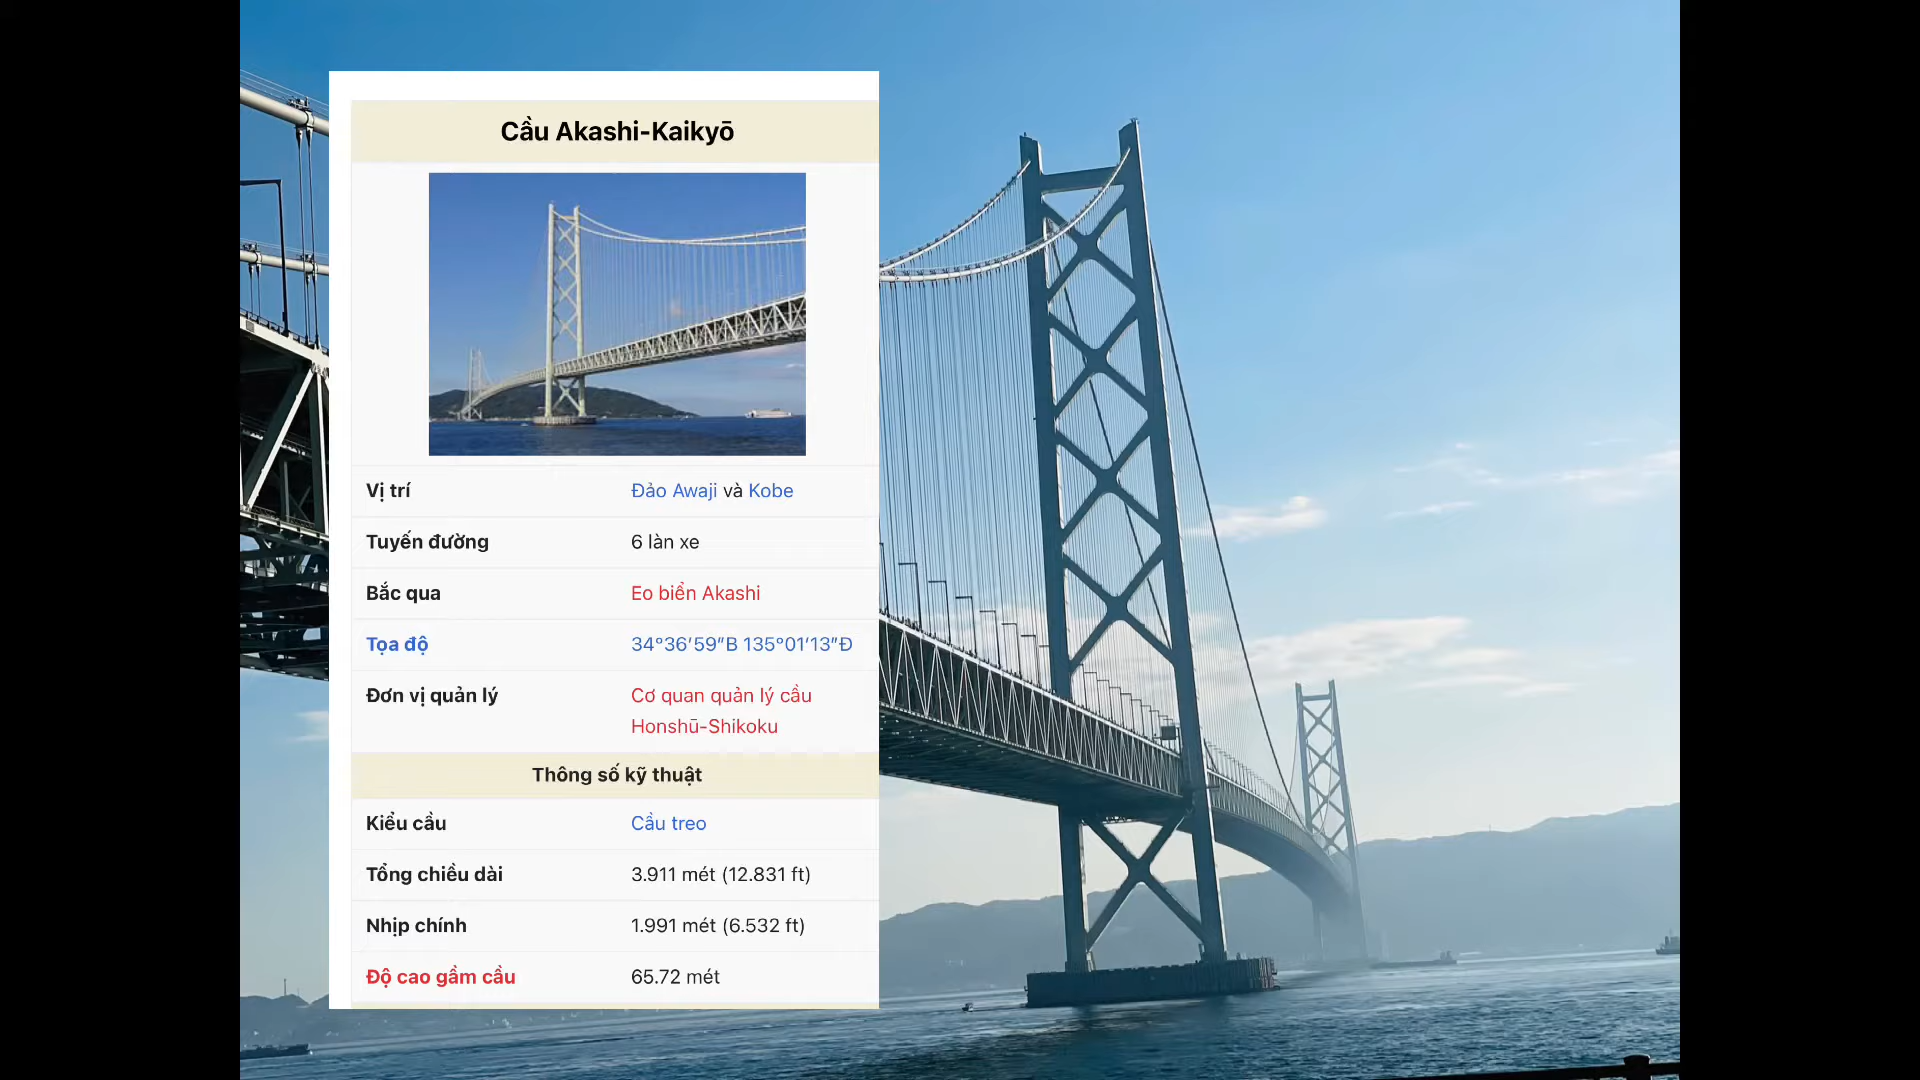 Cầu Akashi-Kaikyō
Vị trí Đảo Awaji và Kobe
Tuyến đường 6 làn xe
Bắc qua Eo biển Akashi
Tọa độ 34°36′59″B 135°01′13″Đ
Đơn vị quản lý Cơ quan quản lý cầu
Honshū-Shikoku
Thông số kỹ thuật
Kiểu cầu Cầu treo
Tổng chiều dài 3.911 mét (12.831 ft)
Nhịp chính 1.991 mét (6.532 ft)
Độ cao gầm cầu 65.72 mét